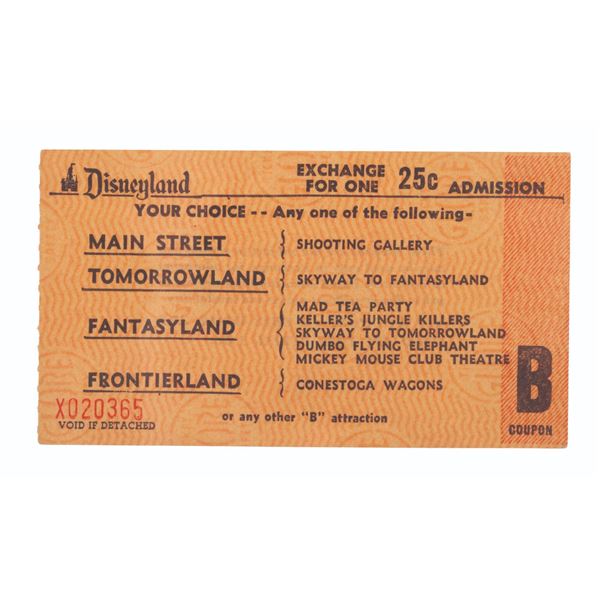 Disneyland EXCHANGE FOR ONE 25c ADMISSION
YOUR CHOICE -- Any one of the following-
MAIN STREET { SHOOTING GALLERY
TOMORROWLAND { SKYWAY TO FANTASYLAND
FANTASYLAND { MAD TEA PARTY
KELLER'S JUNGLE KILLERS
SKYWAY TO TOMORROWLAND
DUMBO FLYING ELEPHANT
MICKEY MOUSE CLUB THEATRE
FRONTIERLAND { CONESTOGA WAGONS
X020365
VOID IF DETACHED
or any other "B" attraction
B
COUPON